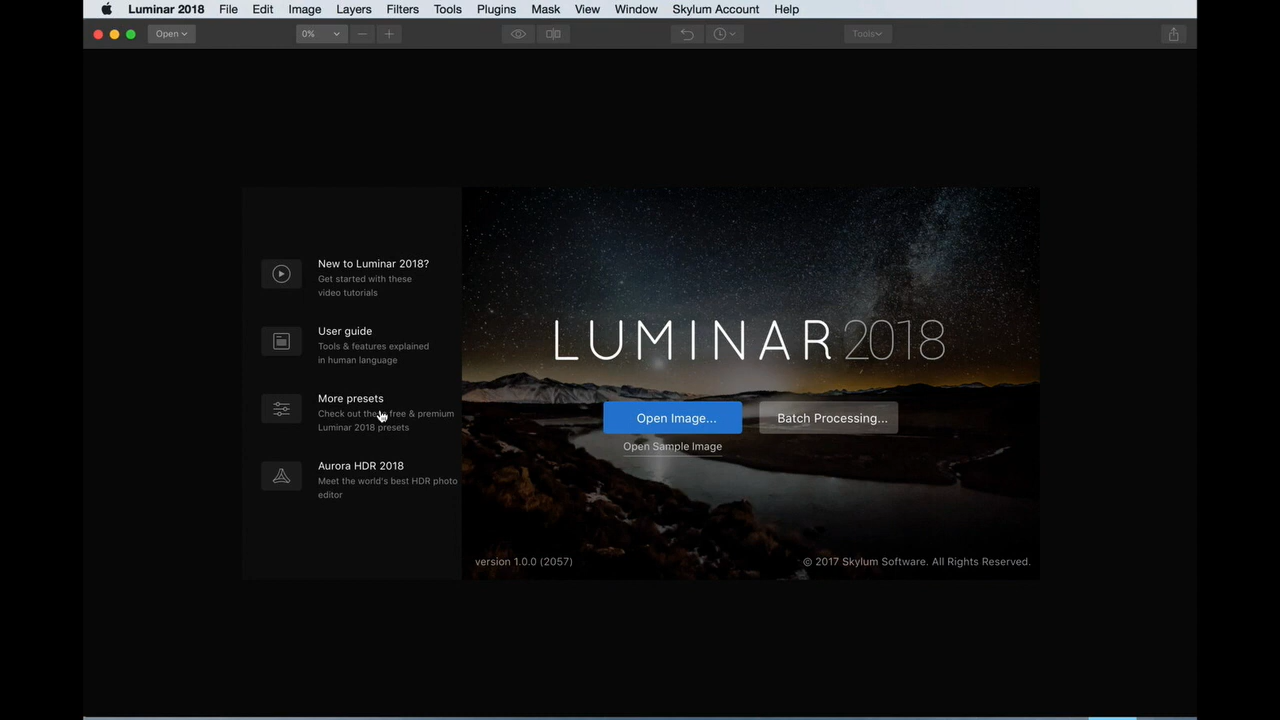 Luminar 2018 File Edit Image Layers Filters Tools Plugins Mask View Window Skylum Account Help
Open 0% Tools
New to Luminar 2018?
Get started with these
video tutorials
User guide
Tools & features explained
in human language
More presets
Check out these free & premium
Luminar 2018 presets
Aurora HDR 2018
Meet the world's best HDR photo
editor
LUMINAR 2018
Open Image... Batch Processing...
Open Sample Image
version 1.0.0 (2057) © 2017 Skylum Software. All Rights Reserved.